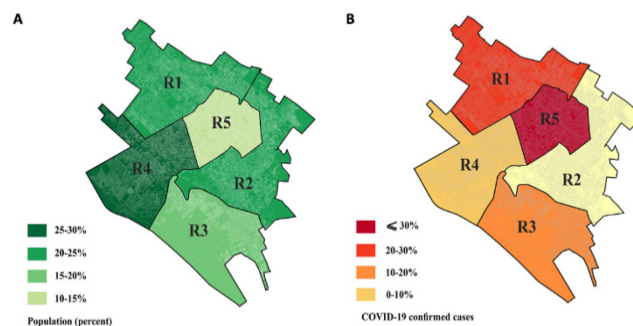 A
R1
R5
R4
R2
R3
25-30%
20-25%
15-20%
10-15%
Population (percent)
B
R1
R5
R4
R2
R3
⩽ 30%
20-30%
10-20%
0-10%
COVID-19 confirmed cases